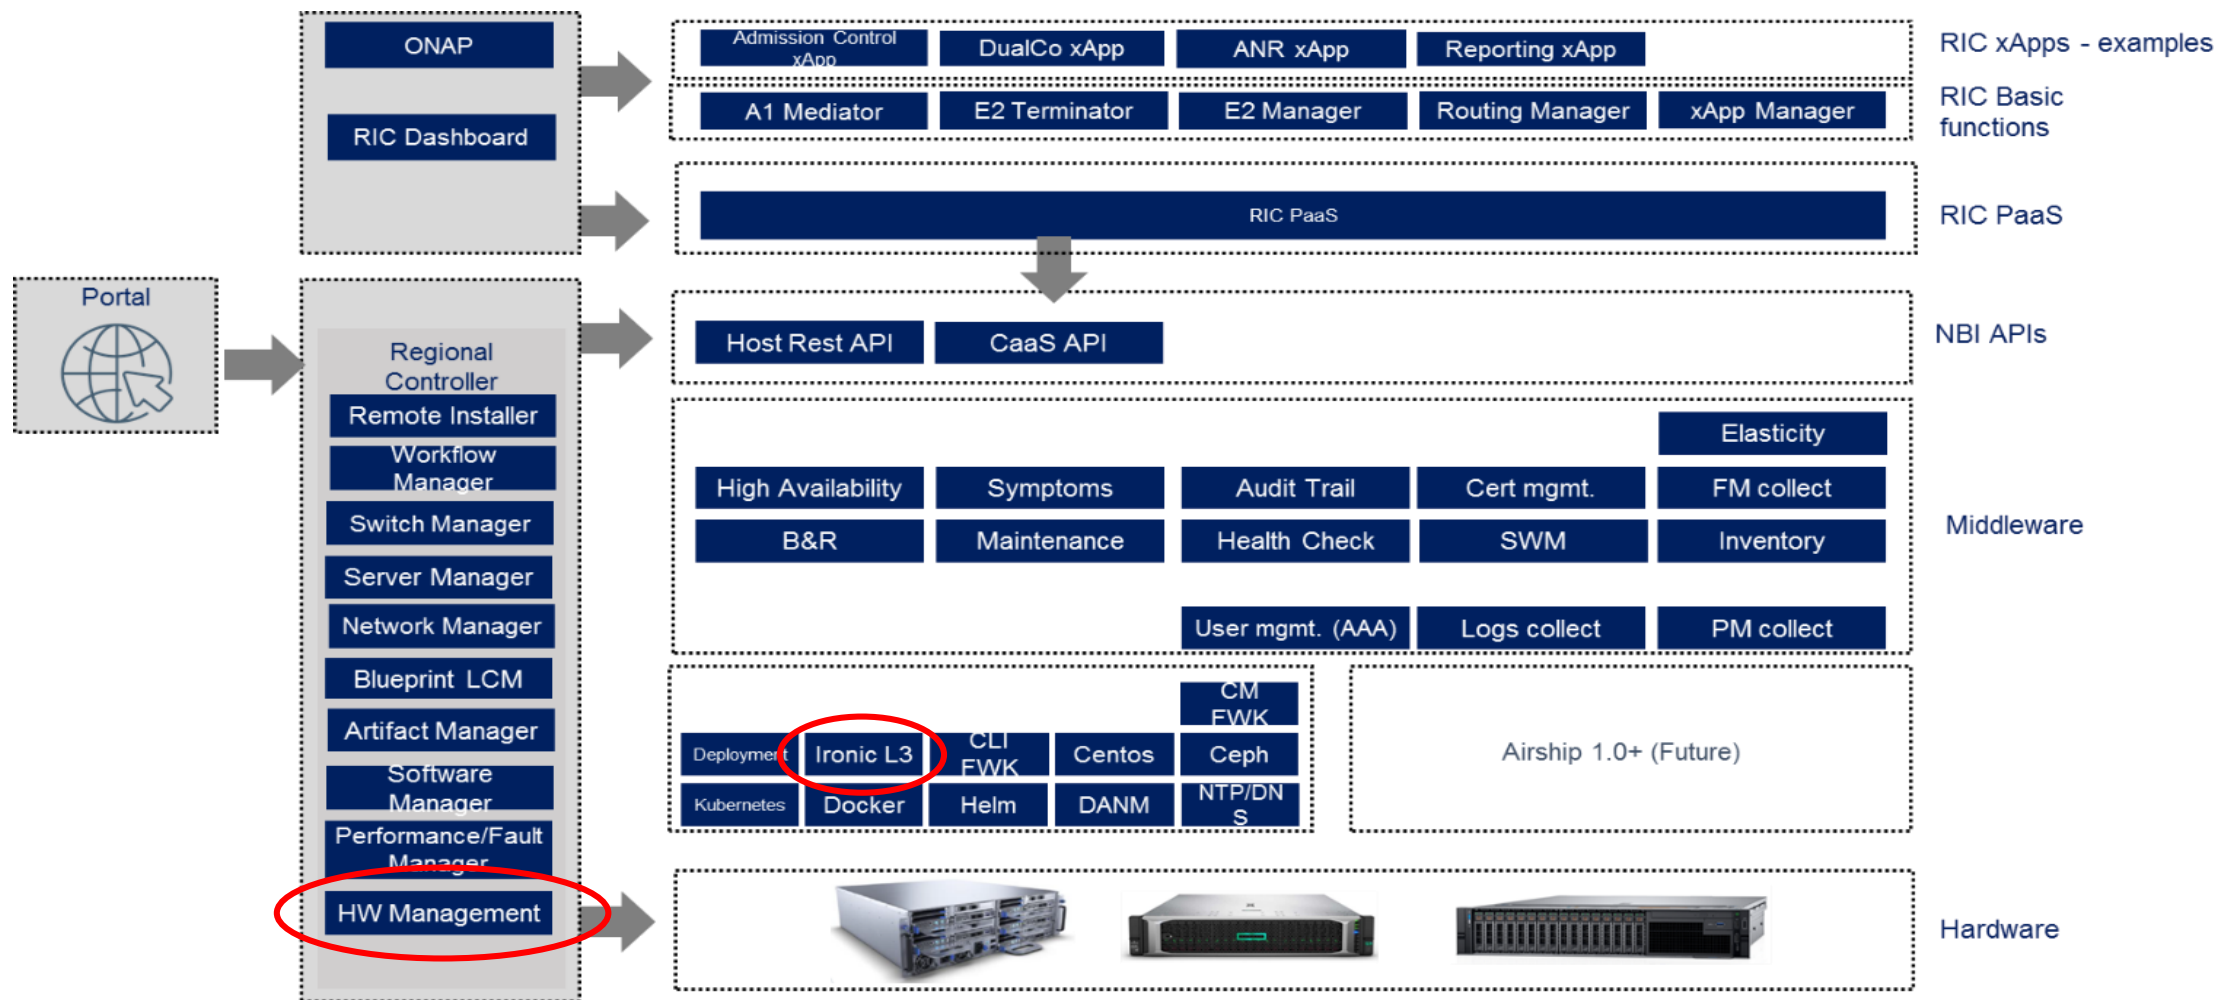 ONAP
RIC Dashboard
Admission Control
xApp
DualCo xApp
ANR xApp
Reporting xApp
RIC xApps - examples
A1 Mediator
E2 Terminator
E2 Manager
Routing Manager
xApp Manager
RIC Basic
functions
RIC PaaS
RIC PaaS
Portal
Host Rest API
CaaS API
NBI APIs
Regional
Controller
Remote Installer
Workflow
Manager
Switch Manager
Server Manager
Network Manager
Blueprint LCM
Artifact Manager
Software
Manager
Performance/Fault
Manager
HW Management
Elasticity
High Availability
Symptoms
Audit Trail
Cert mgmt.
FM collect
B&R
Maintenance
Health Check
SWM
Inventory
Middleware
User mgmt. (AAA)
Logs collect
PM collect
CM
FWK
Deployment
Ironic L3
CLI
FWK
Centos
Ceph
Kubernetes
Docker
Helm
DANM
NTP/DN
S
Airship 1.0+ (Future)
Hardware